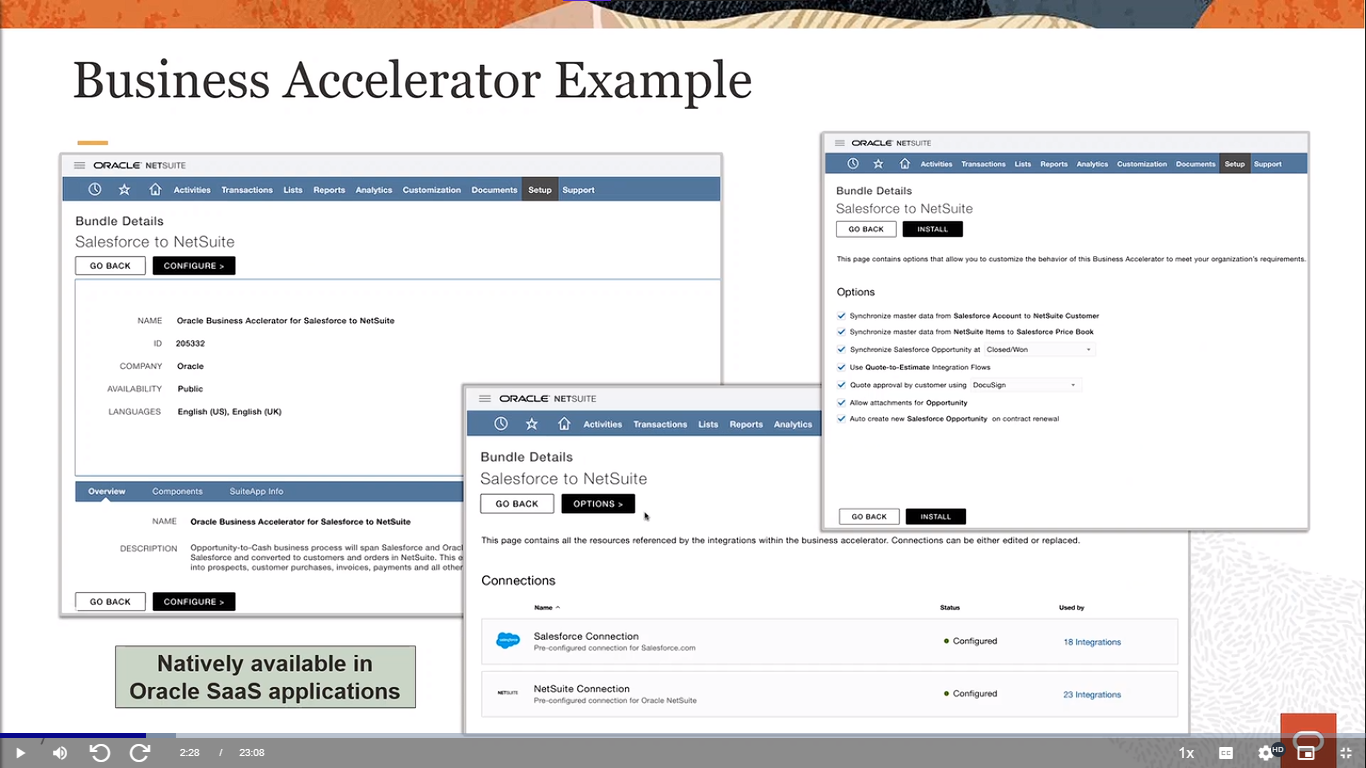 Business Accelerator Example
ORACLE NETSUITE
Activities Transactions Lists Reports Analytics Customization Documents Setup Support
Bundle Details
Salesforce to NetSuite
GO BACK CONFIGURE >
NAME Oracle Business Acclerator for Salesforce to NetSuite
ID 205332
COMPANY Oracle
AVAILABILITY Public
LANGUAGES English (US), English (UK)
Overview Components SuiteApp Info
NAME Oracle Business Acclerator for Salesforce to NetSuite
DESCRIPTION Opportunity-to-Cash business process will span Salesforce and Orac
Salesforce and converted to customers and orders in NetSuite. This e
into prospects, customer purchases, invoices, payments and all other
GO BACK CONFIGURE >
Natively available in
Oracle SaaS applications
ORACLE NETSUITE
Activities Transactions Lists Reports Analytics
Bundle Details
Salesforce to NetSuite
GO BACK OPTIONS >
This page contains all the resources referenced by the integrations within the business accelerator. Connections can be either edited or replaced.
Connections
Name Status Used by
salesforce
Salesforce Connection Configured 18 Integrations
Pre-configured connection for Salesforce.com
NETSUITE
NetSuite Connection Configured 23 Integrations
Pre-configured connection for Oracle NetSuite
ORACLE NETSUITE
Activities Transactions Lists Reports Analytics Customization Documents Setup Support
Bundle Details
Salesforce to NetSuite
GO BACK INSTALL
This page contains options that allow you to customize the behavior of this Business Accelerator to meet your organization's requirements.
Options
Synchronize master data from Salesforce Account to NetSuite Customer
Synchronize master data from NetSuite Items to Salesforce Price Book
Synchronize Salesforce Opportunity at Closed/Won
Use Quote-to-Estimate Integration Flows
Quote approval by customer using DocuSign
Allow attachments for Opportunity
Auto create new Salesforce Opportunity on contract renewal
GO BACK INSTALL
7
2:28 / 23:08
1x CC HD